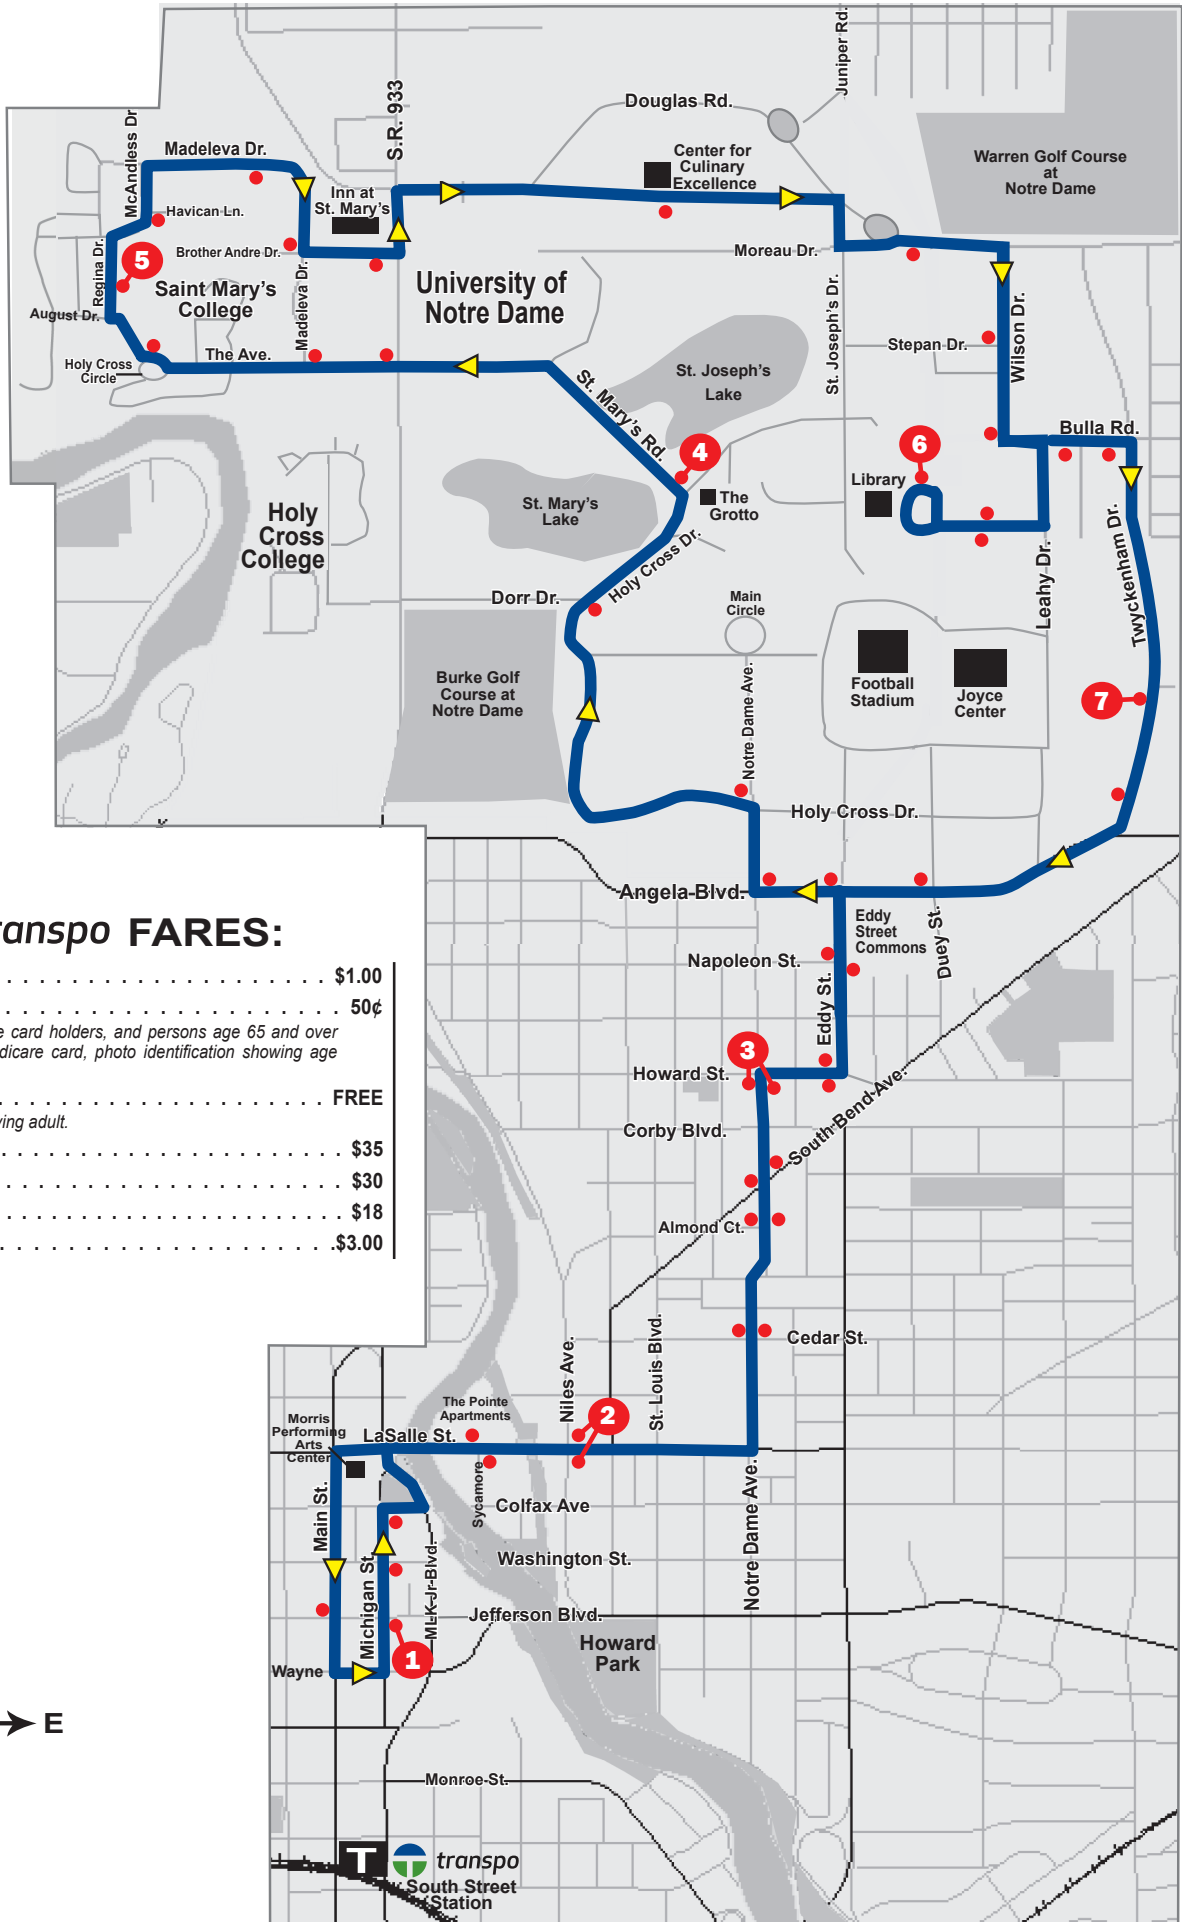 Juniper Rd.
Douglas Rd.
S.R. 933
McAndless Dr
Madeleva Dr.
Center for
Culinary
Excellence
Warren Golf Course
at
Notre Dame
Inn at
St. Mary's
Havican Ln.
Brother Andre Dr.
Moreau Dr.
5
Regina Dr.
Saint Mary's
College
University of
Notre Dame
August Dr.
Madeleva Dr.
St. Joseph's Dr.
Wilson Dr.
Stepan Dr.
The Ave.
Holy Cross
Circle
St. Joseph's
Lake
St. Mary's Rd.
Bulla Rd.
4
6
Library
The
Grotto
St. Mary's
Lake
Holy
Cross
College
Holy Cross Dr.
Twyckenham Dr.
Leahy Dr.
Dorr Dr.
Main
Circle
Burke Golf
Course at
Notre Dame
Football
Stadium
Joyce
Center
7
Notre Dame Ave.
Holy Cross Dr.
Angela Blvd.
Eddy
Street
Commons
Duey St.
anspo FARES:
$1.00
50¢
e card holders, and persons age 65 and over
dicare card, photo identification showing age
FREE
ying adult.
$35
$30
$18
$3.00
Napoleon St.
Eddy St.
3
Howard St.
South Bend Ave.
Corby Blvd.
Almond Ct.
Cedar St.
St. Louis Blvd.
Niles Ave.
The Pointe
Apartments
2
Morris
Performing
Arts
Center
LaSalle St.
Sycamore
Colfax Ave
Main St.
Michigan St.
MLK Jr Blvd.
Washington St.
Notre Dame Ave.
Jefferson Blvd.
Howard
Park
1
Wayne
E
Monroe St.
T
transpo
South Street
Station